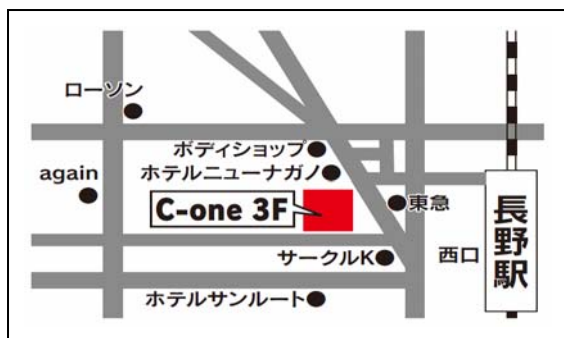 ローソン
ボディショップ
ホテルニューナガノ
again
C-one 3F
東急
サークルK
西口
長野駅
ホテルサンルート